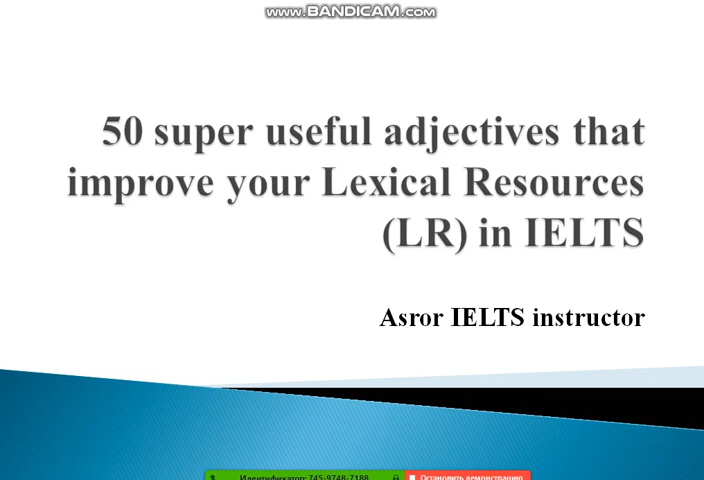 www.BANDICAM.com
50 super useful adjectives that
improve your Lexical Resources
(LR) in IELTS
Asror IELTS instructor
Идентификатор: 745-9748-7188
Остановить демонстрацию